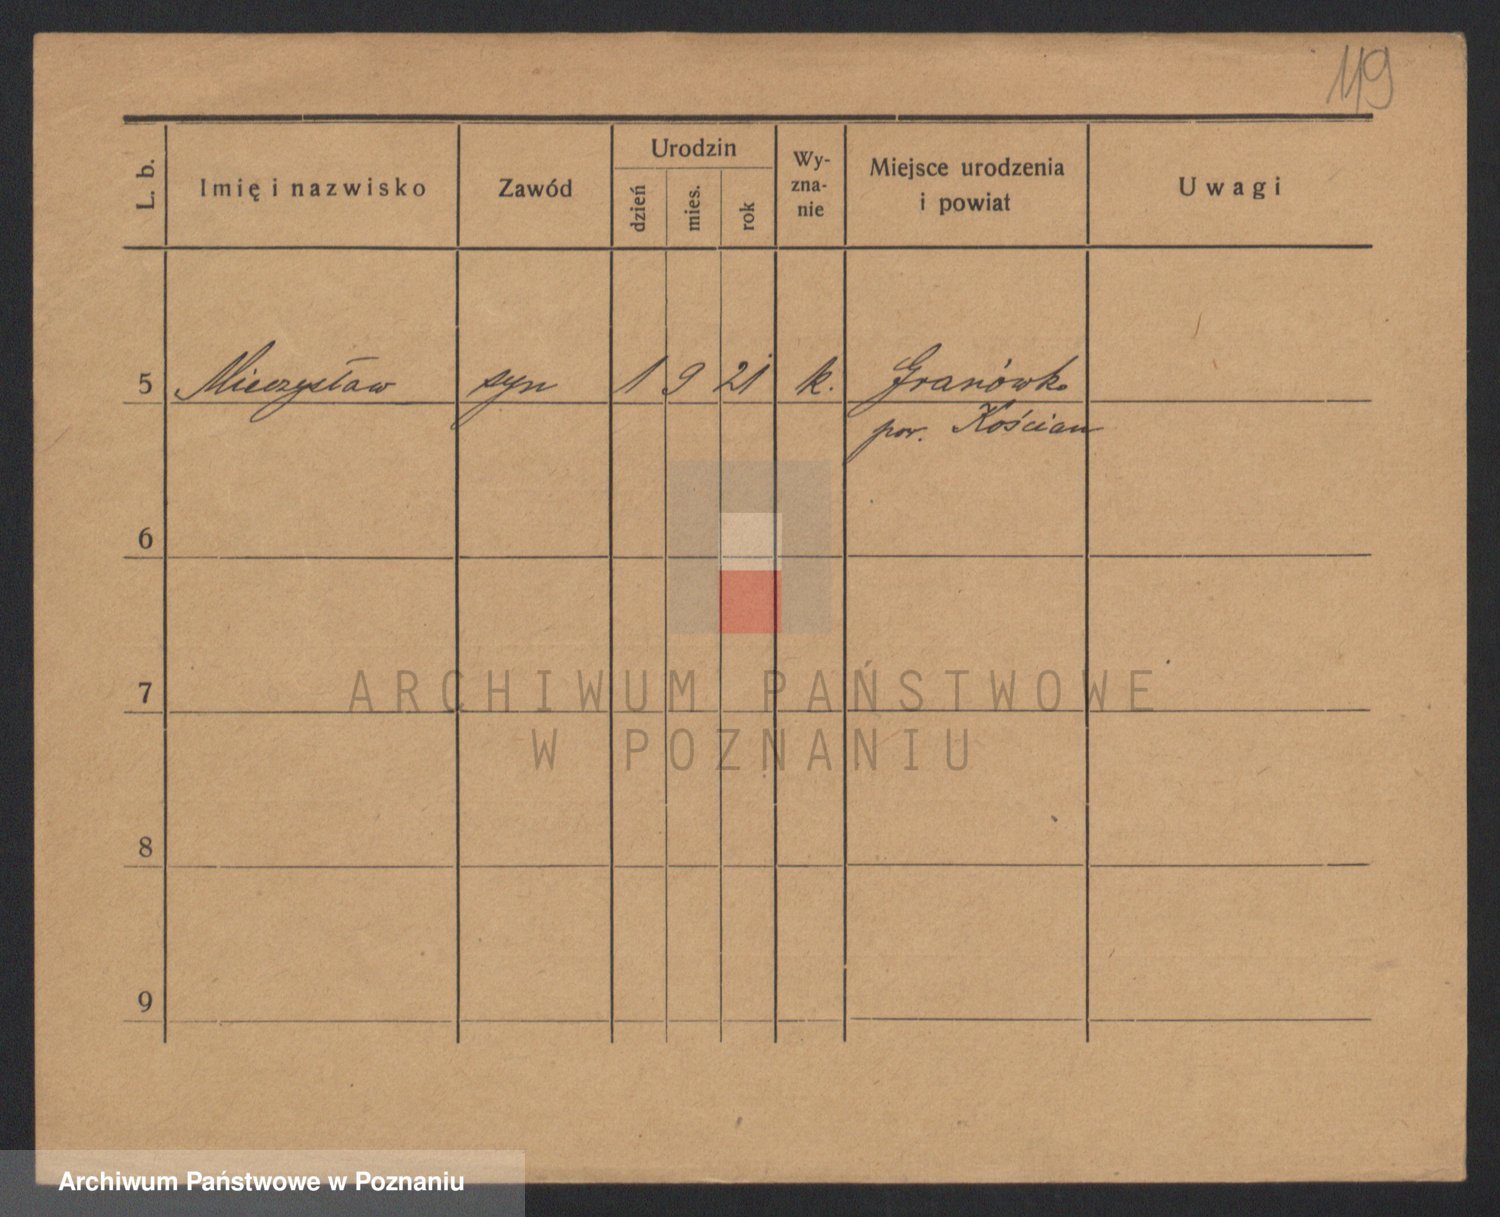 119
L. b. Imię i nazwisko Zawód Urodzin dzień mies. rok Wy-
zna-
nie Miejsce urodzenia
i powiat Uwagi
5 Mieczysław syn 1 9 21 k. Granówko
pow. Kościan
6
7
8
9
ARCHIWUM PAŃSTWOWE
W POZNANIU
Archiwum Państwowe w Poznaniu